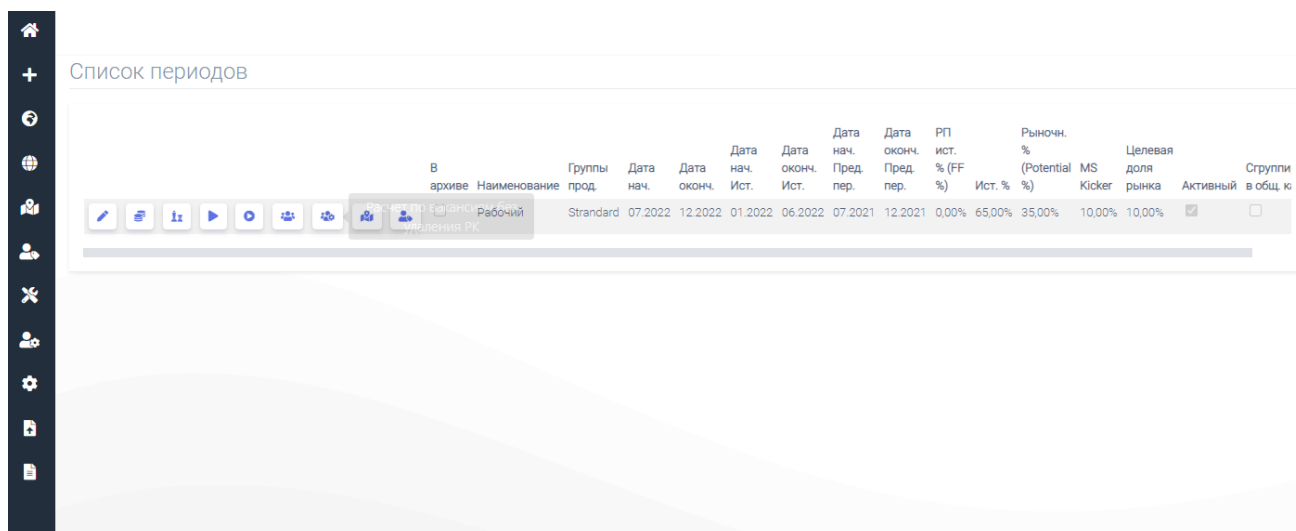 Список периодов
В архиве
Наименование
Группы прод.
Дата нач.
Дата оконч.
Дата нач. Ист.
Дата оконч. Ист.
Дата нач. Пред. пер.
Дата оконч. Пред. пер.
РП ист. % (FF %)
Ист. %
Рыночн. % (Potential %)
MS Kicker
Целевая доля рынка
Активный
Сгруппи в общ. к
Рабочий Strandard 07.2022 12.2022 01.2022 06.2022 07.2021 12.2021 0,00% 65,00% 35,00% 10,00% 10,00%
Расчет по вакансии без
удаления РК